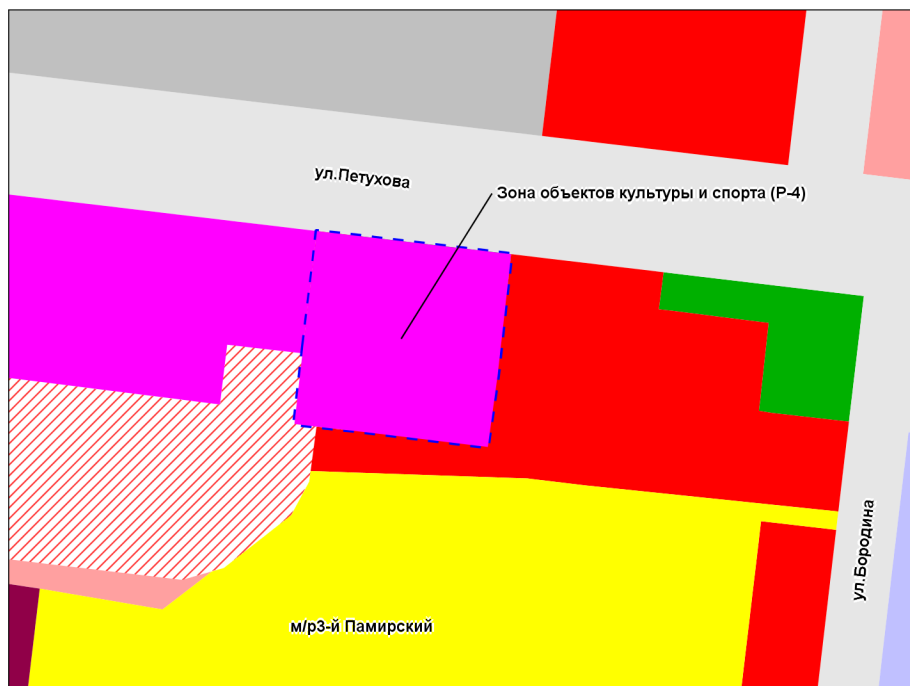 ул.Петухова
Зона объектов культуры и спорта (Р-4)
ул.Бородина
м/р3-й Памирский